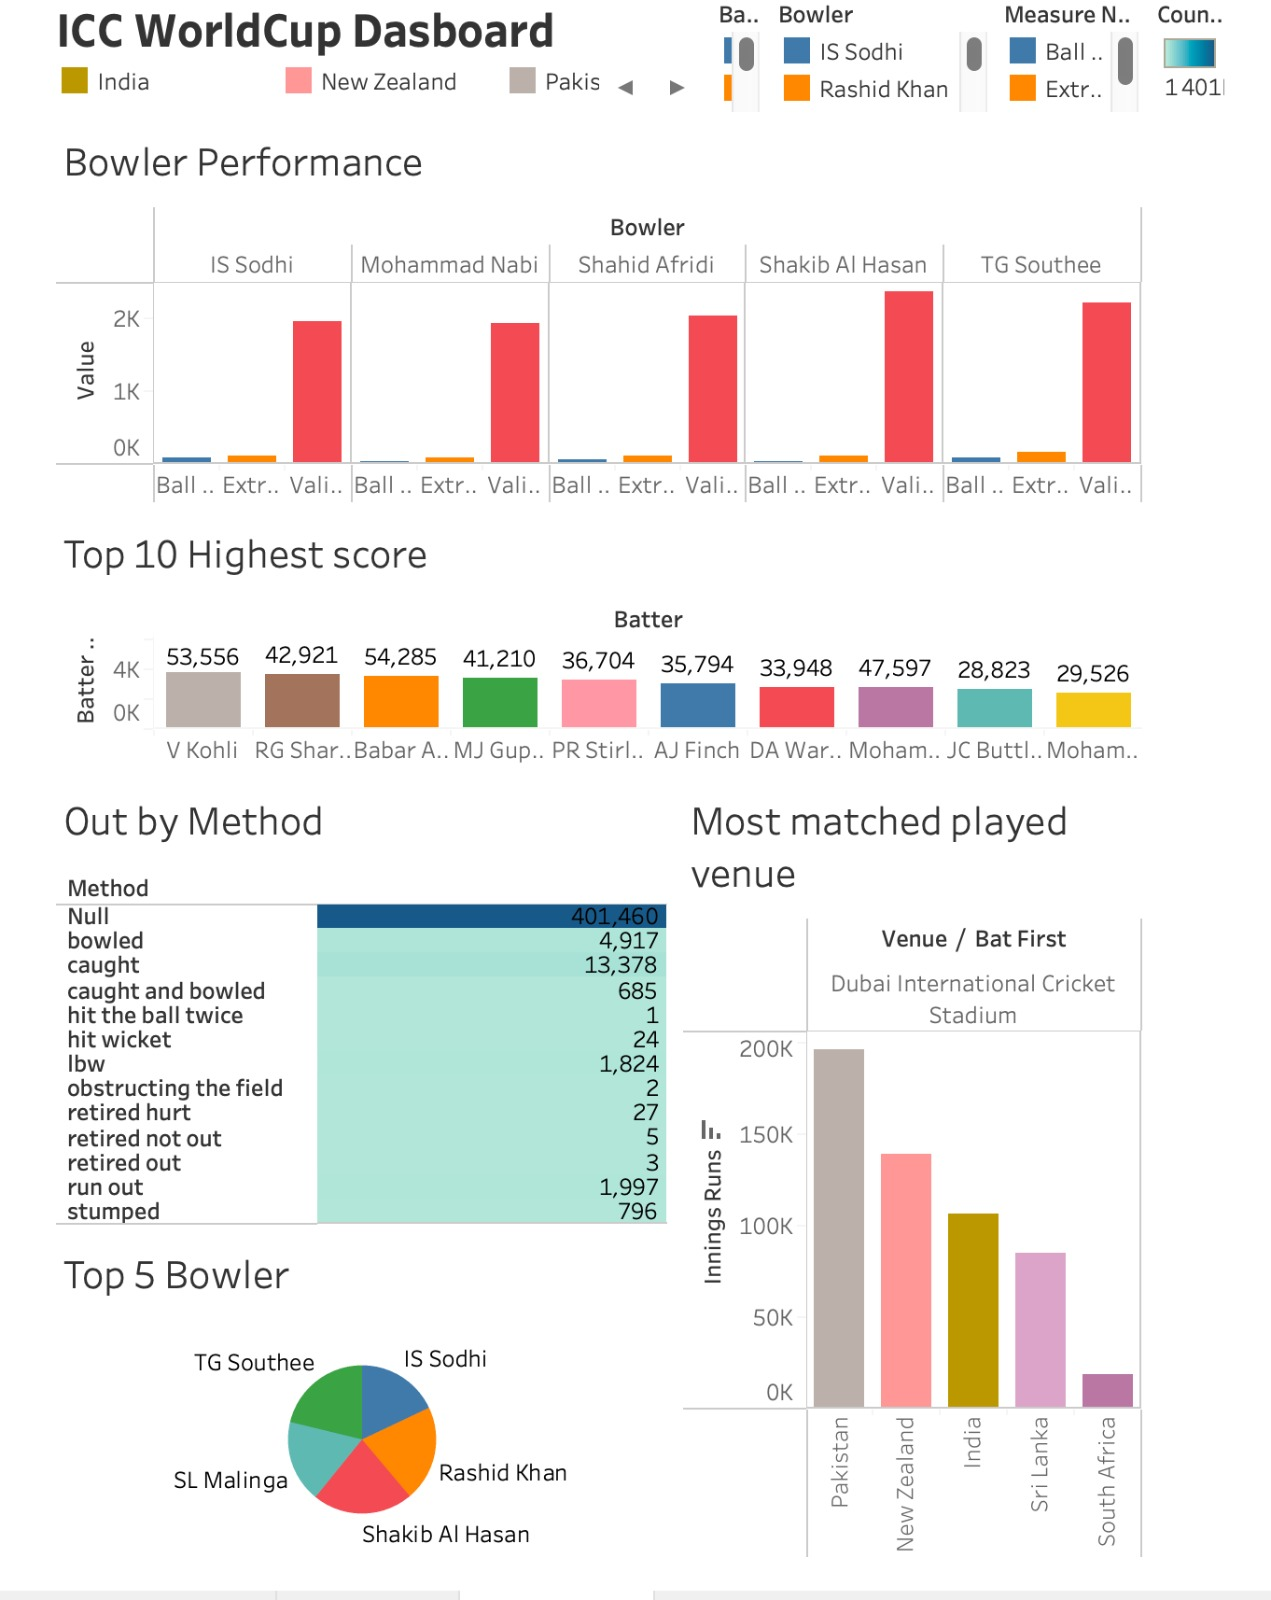 ICC WorldCup Dasboard
India New Zealand Pakis
Ba.. Bowler Measure N.. Coun..
IS Sodhi Ball ..
Rashid Khan Extr.. 1 401
Bowler Performance
Bowler
IS Sodhi Mohammad Nabi Shahid Afridi Shakib Al Hasan TG Southee
Value
2K
1K
0K
Ball .. Extr.. Vali.. Ball .. Extr.. Vali.. Ball .. Extr.. Vali.. Ball .. Extr.. Vali.. Ball .. Extr.. Vali..
Top 10 Highest score
Batter
Batter ..
4K
0K
53,556 42,921 54,285 41,210 36,704 35,794 33,948 47,597 28,823 29,526
V Kohli RG Shar.. Babar A.. MJ Gup.. PR Stirl.. AJ Finch DA War.. Moham.. JC Buttl.. Moham..
Out by Method
Method
Null 401,460
bowled 4,917
caught 13,378
caught and bowled 685
hit the ball twice 1
hit wicket 24
lbw 1,824
obstructing the field 2
retired hurt 27
retired not out 5
retired out 3
run out 1,997
stumped 796
Most matched played
venue
Venue / Bat First
Dubai International Cricket
Stadium
Innings Runs
200K
150K
100K
50K
0K
Pakistan
New Zealand
India
Sri Lanka
South Africa
Top 5 Bowler
TG Southee IS Sodhi
SL Malinga Rashid Khan
Shakib Al Hasan